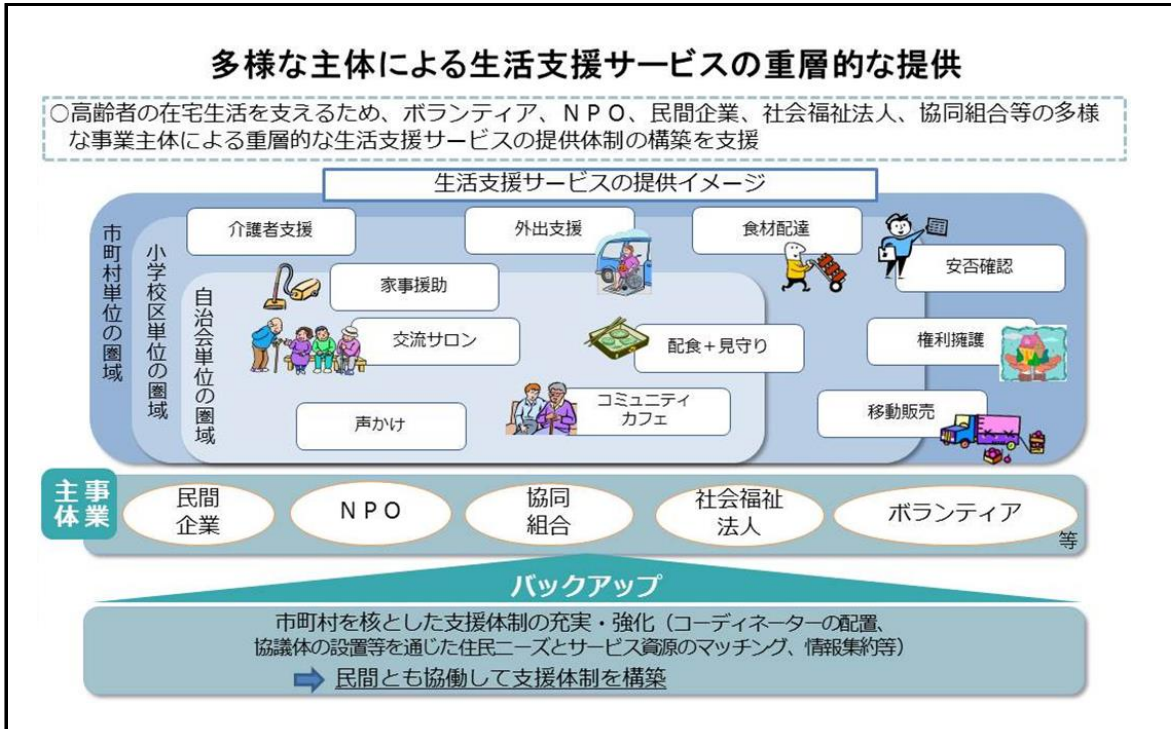 多様な主体による生活支援サービスの重層的な提供
○高齢者の在宅生活を支えるため、ボランティア、ＮＰＯ、民間企業、社会福祉法人、協同組合等の多様
な事業主体による重層的な生活支援サービスの提供体制の構築を支援
生活支援サービスの提供イメージ
市町村単位の圏域
小学校区単位の圏域
自治会単位の圏域
介護者支援
外出支援
食材配達
安否確認
家事援助
交流サロン
配食＋見守り
権利擁護
声かけ
コミュニティ
カフェ
移動販売
事業
主体
民間
企業
ＮＰＯ
協同
組合
社会福祉
法人
ボランティア
等
バックアップ
市町村を核とした支援体制の充実・強化（コーディネーターの配置、
協議体の設置等を通じた住民ニーズとサービス資源のマッチング、情報集約等）
民間とも協働して支援体制を構築